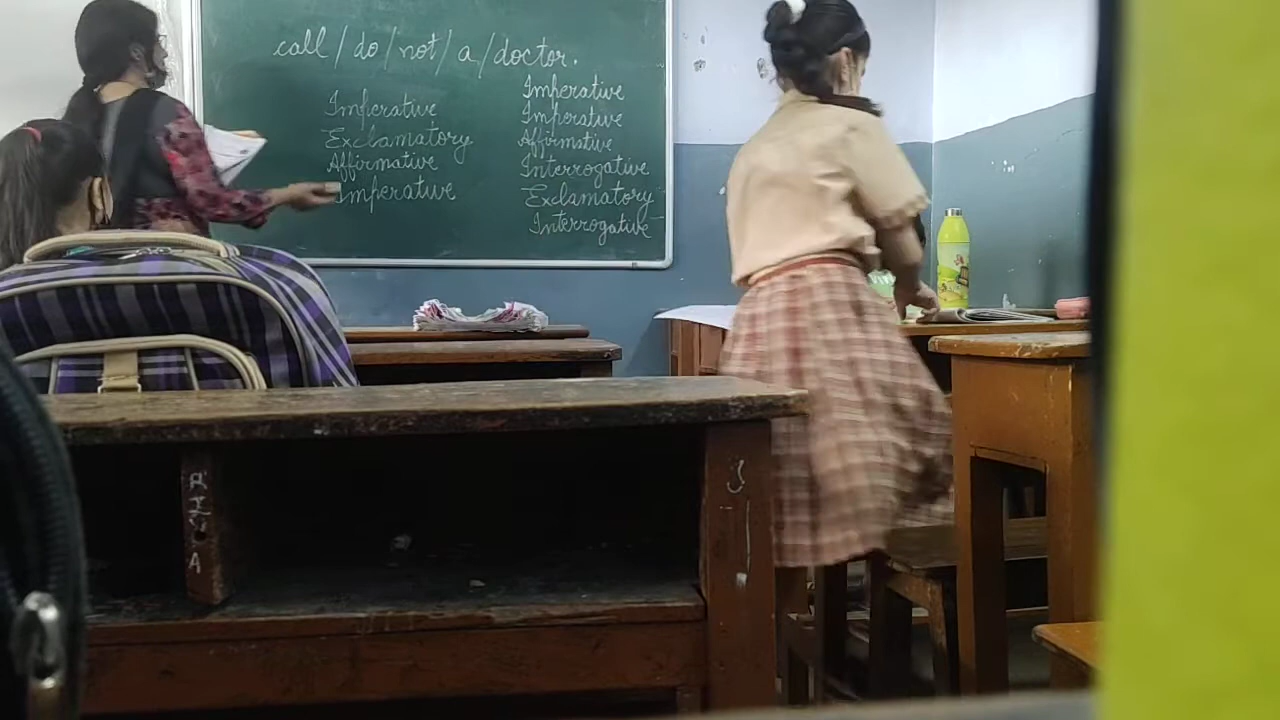 call / do / not / a / doctor.
Imperative
Exclamatory
Affirmative
Imperative
Imperative
Imperative
Affirmative
Interrogative
Exclamatory
Interrogative